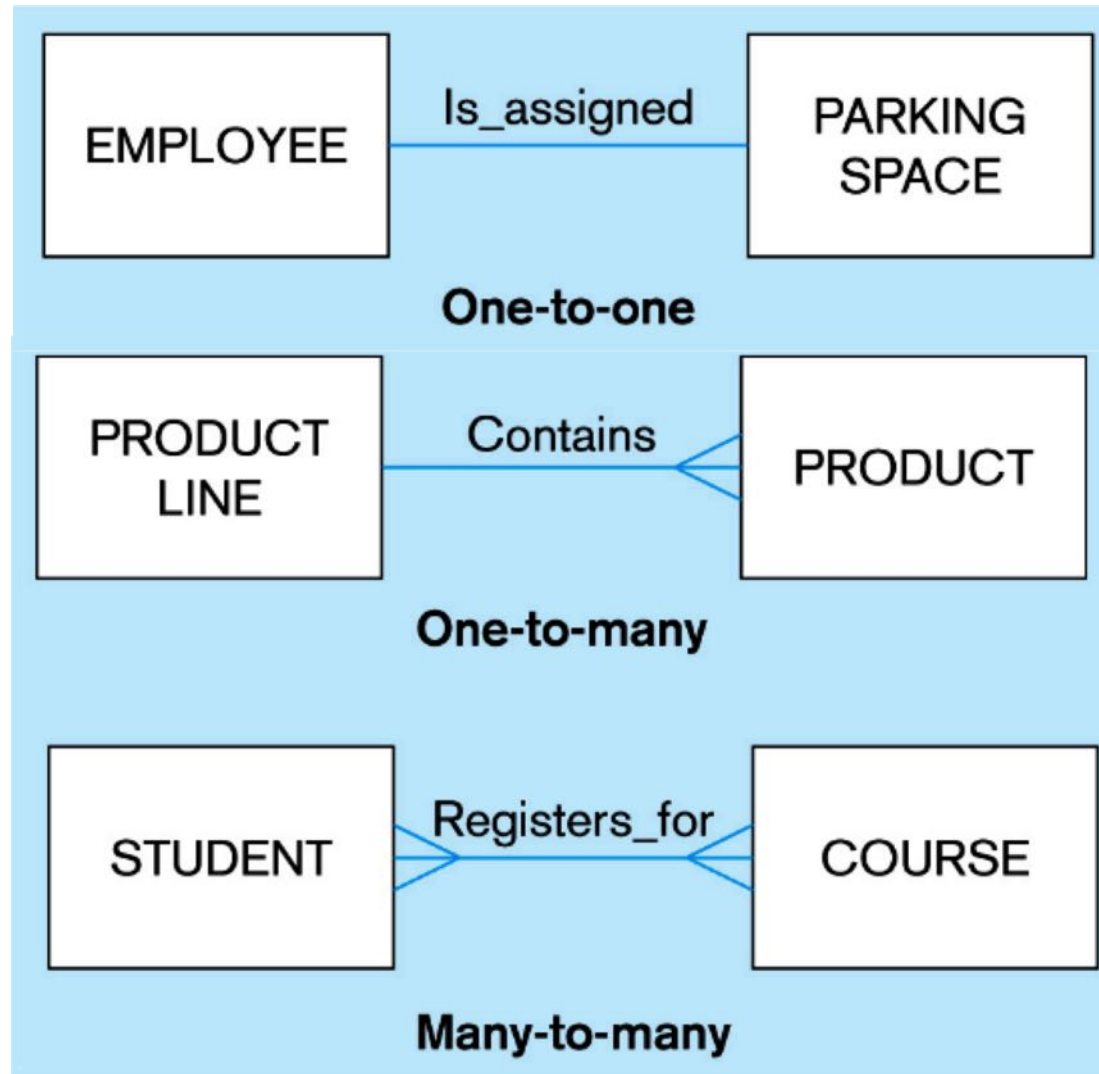 EMPLOYEE
Is_assigned
PARKING
SPACE
One-to-one
PRODUCT
LINE
Contains
PRODUCT
One-to-many
STUDENT
Registers_for
COURSE
Many-to-many